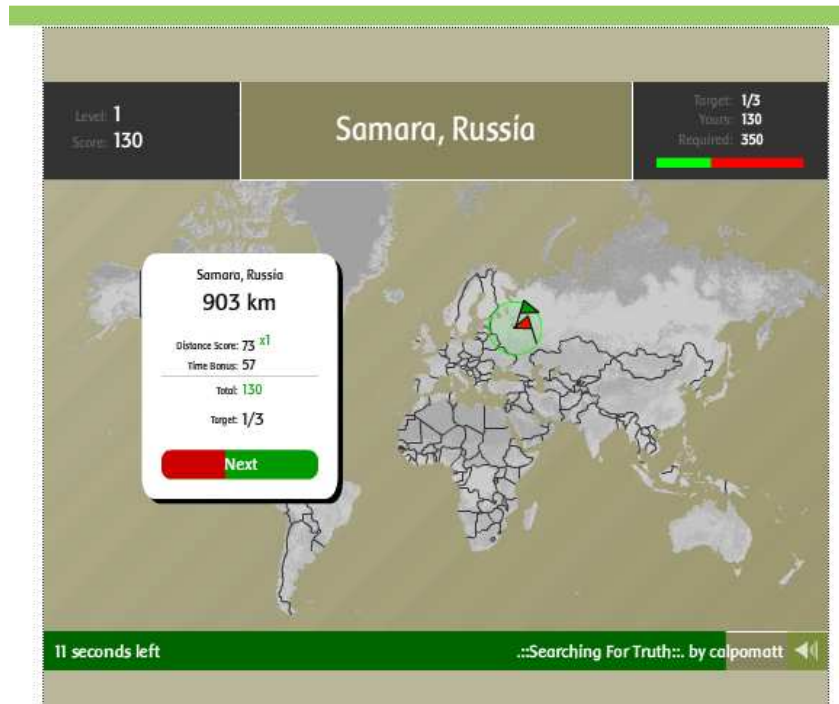 Level: 1
Score: 130
Samara, Russia
Target: 1/3
Yours: 130
Required: 350
Samara, Russia
903 km
Distance Score: 73 x1
Time Bonus: 57
Total: 130
Target: 1/3
Next
11 seconds left
.::Searching For Truth::. by calpomatt